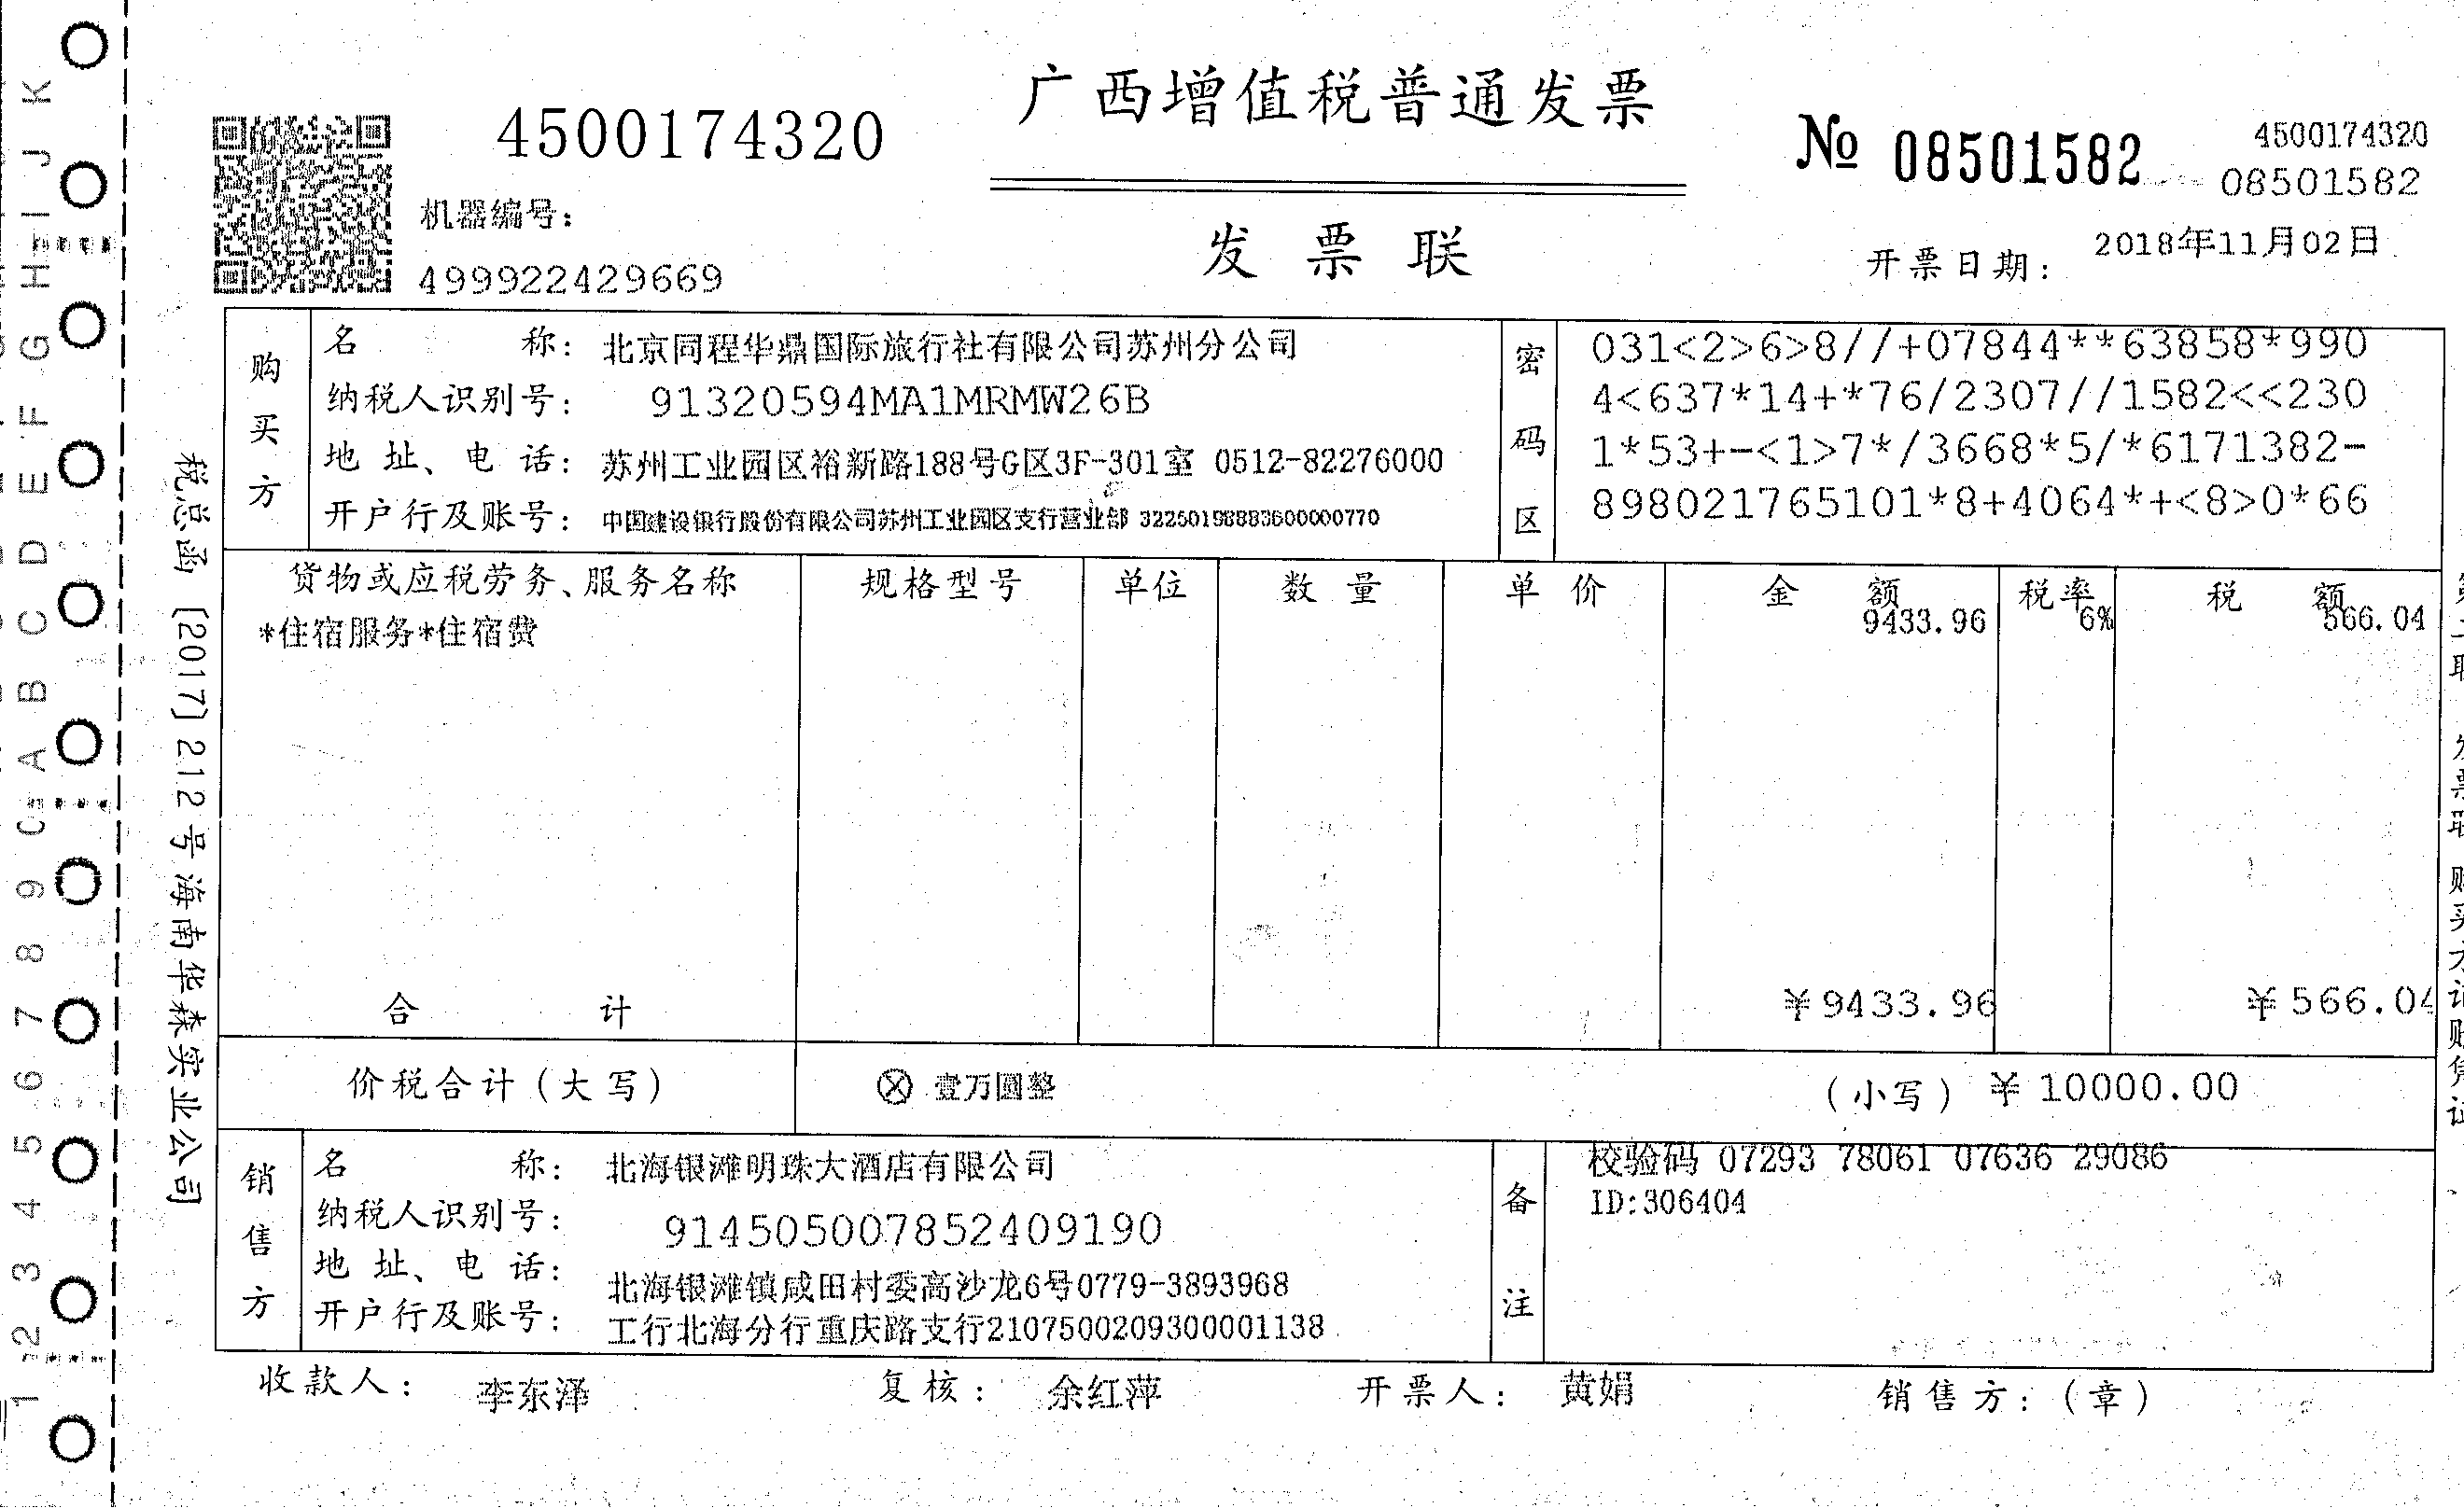 广西增值税普通发票
4500174320
№ 08501582
4500174320
08501582
机器编号：
499922429669
发票联
开票日期： 2018年11月02日
购买方
名称： 北京同程华鼎国际旅行社有限公司苏州分公司
纳税人识别号： 91320594MA1MRMW26B
地址、电话： 苏州工业园区裕新路188号G区3F-301室 0512-82276000
开户行及账号： 中国建设银行股份有限公司苏州工业园区支行营业部 32250198883600000770
密码区
031<2>6>8//+07844**63858*990
4<637*14+*76/2307//1582<<230
1*53+-<1>7*/3668*5/*6171382-
898021765101*8+4064*+<8>0*66
货物或应税劳务、服务名称 规格型号 单位 数量 单价 金额 税率 税额
*住宿服务*住宿费 9433.96 6% 566.04
合计 ￥9433.96 ￥566.04
价税合计（大写） ⊗ 壹万圆整 （小写） ￥10000.00
销售方
名称： 北海银滩明珠大酒店有限公司
纳税人识别号： 914505007852409190
地址、电话： 北海银滩镇咸田村委高沙龙6号0779-3893968
开户行及账号： 工行北海分行重庆路支行2107500209300001138
备注
校验码 07293 78061 07636 29086
ID:306404
收款人： 李东泽 复核： 余红萍 开票人： 黄娟 销售方：（章）
税总函〔2017〕212号海南华森实业公司
1 2 3 4 5 6 7 8 9 C A B C D E F G H I J K